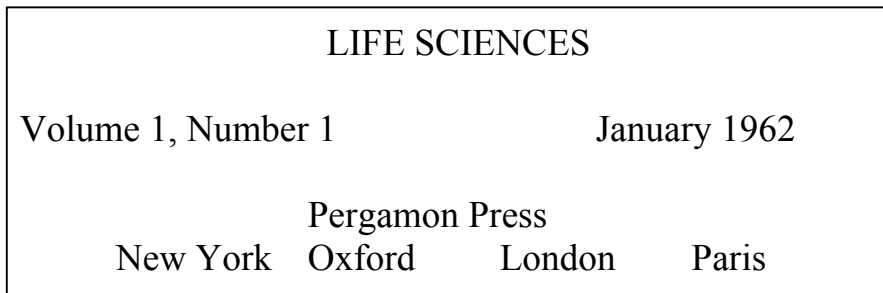 LIFE SCIENCES
Volume 1, Number 1 January 1962
Pergamon Press
New York Oxford London Paris